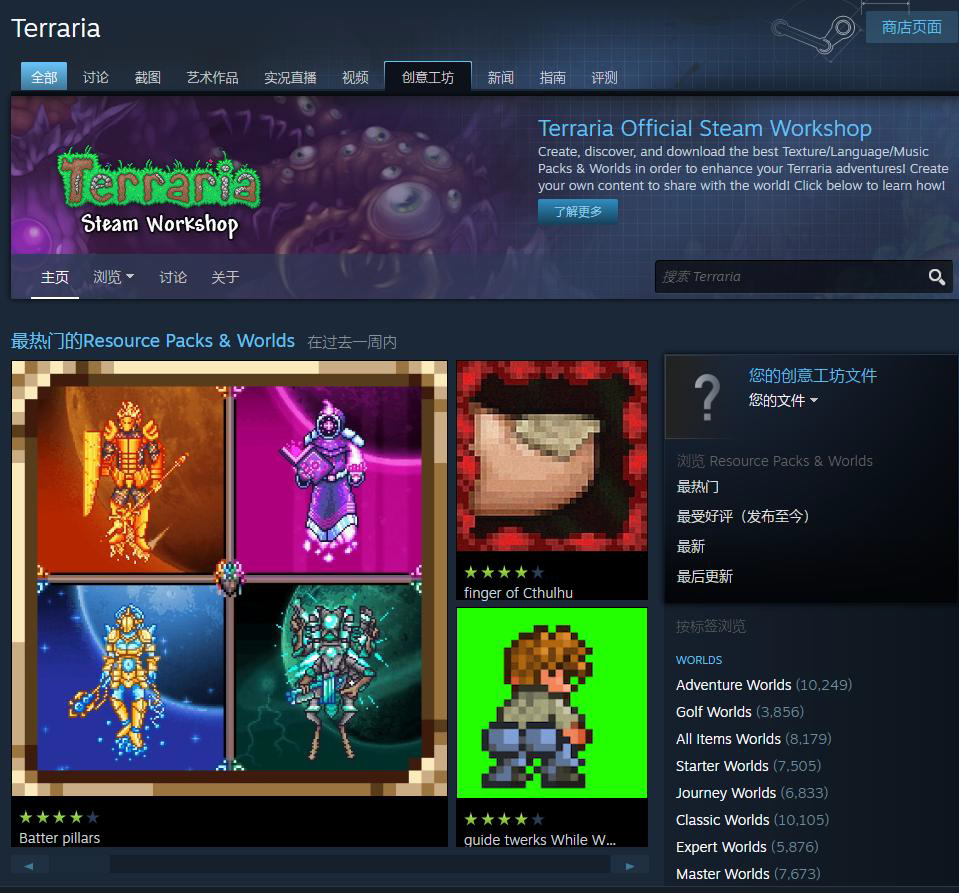 Terraria
商店页面
全部 讨论 截图 艺术作品 实况直播 视频 创意工坊 新闻 指南 评测
Terraria
Steam Workshop
Terraria Official Steam Workshop
Create, discover, and download the best Texture/Language/Music
Packs & Worlds in order to enhance your Terraria adventures! Create
your own content to share with the world! Click below to learn how!
了解更多
主页 浏览 讨论 关于
搜索 Terraria
最热门的Resource Packs & Worlds 在过去一周内
finger of Cthulhu
Batter pillars
guide twerks While W...
您的创意工坊文件
您的文件
浏览 Resource Packs & Worlds
最热门
最受好评（发布至今）
最新
最后更新
按标签浏览
WORLDS
Adventure Worlds (10,249)
Golf Worlds (3,856)
All Items Worlds (8,179)
Starter Worlds (7,505)
Journey Worlds (6,833)
Classic Worlds (10,105)
Expert Worlds (5,876)
Master Worlds (7,673)